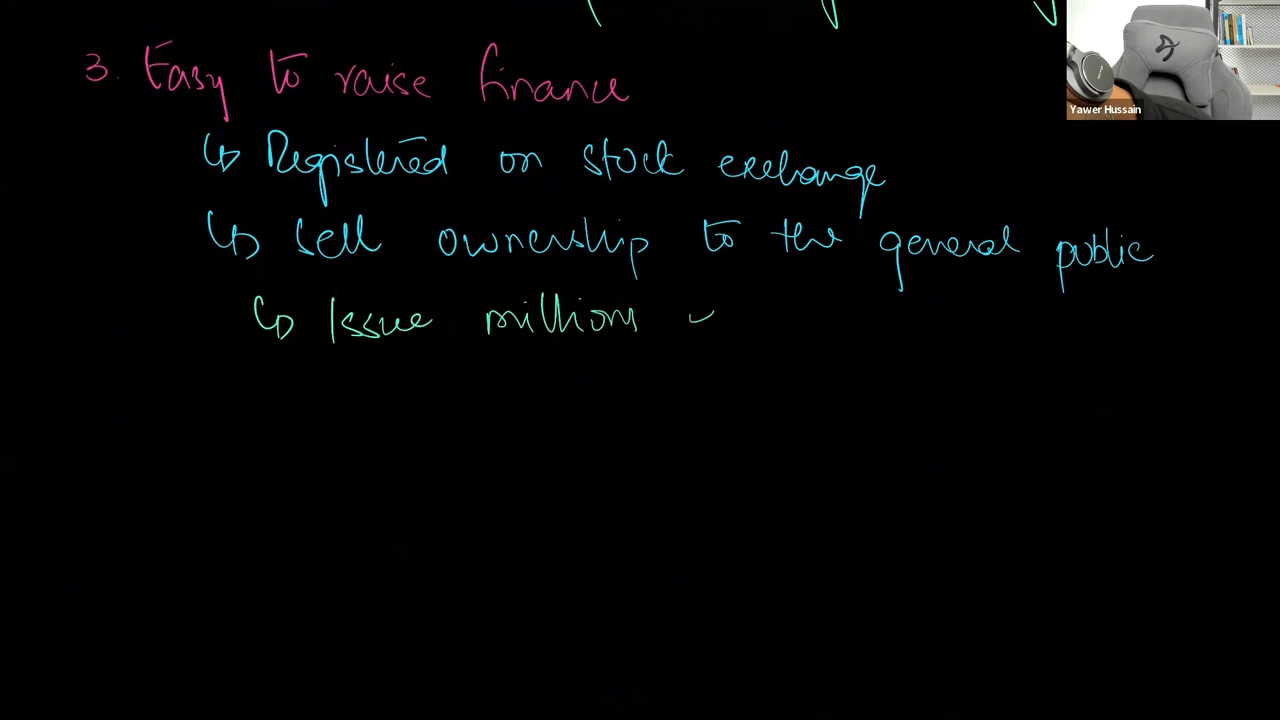 3. Easy to raise finance
↳ Registered on stock exchange
↳ Sell ownership to the general public
↳ Issue millions
Yawer Hussain